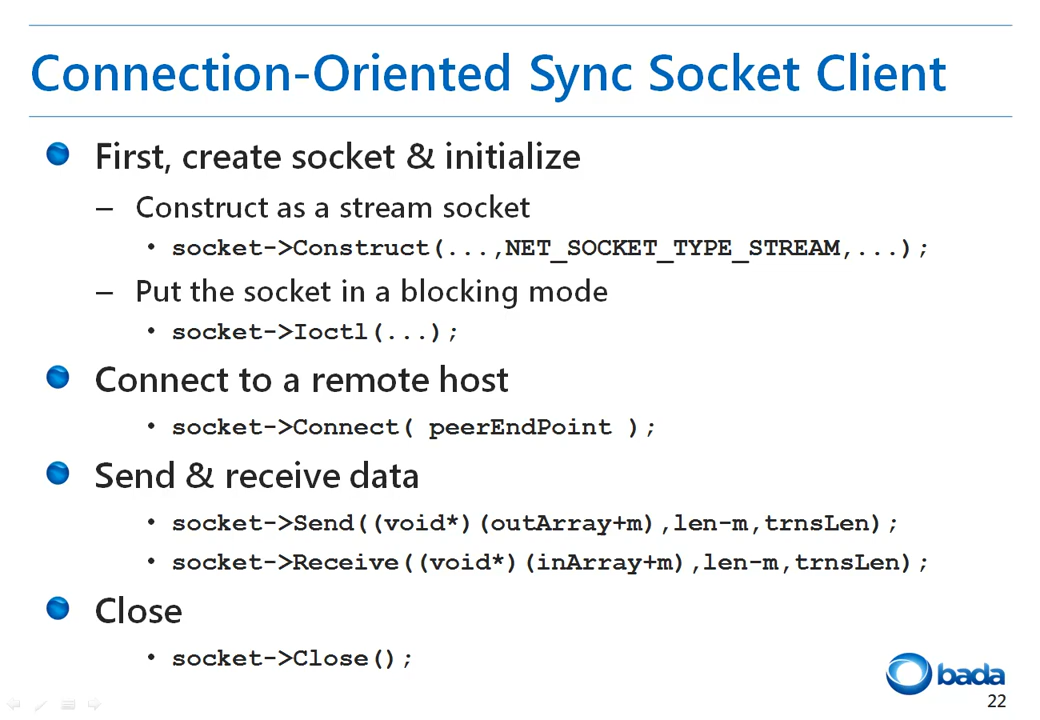 Connection-Oriented Sync Socket Client
First, create socket & initialize
– Construct as a stream socket
• socket->Construct(...,NET_SOCKET_TYPE_STREAM,...);
– Put the socket in a blocking mode
• socket->Ioctl(...);
Connect to a remote host
• socket->Connect( peerEndPoint );
Send & receive data
• socket->Send((void*)(outArray+m),len-m,trnsLen);
• socket->Receive((void*)(inArray+m),len-m,trnsLen);
Close
• socket->Close();
bada
22